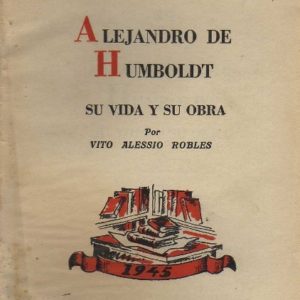 ALEJANDRO DE
HUMBOLDT
SU VIDA Y SU OBRA
Por
VITO ALESSIO ROBLES
1945